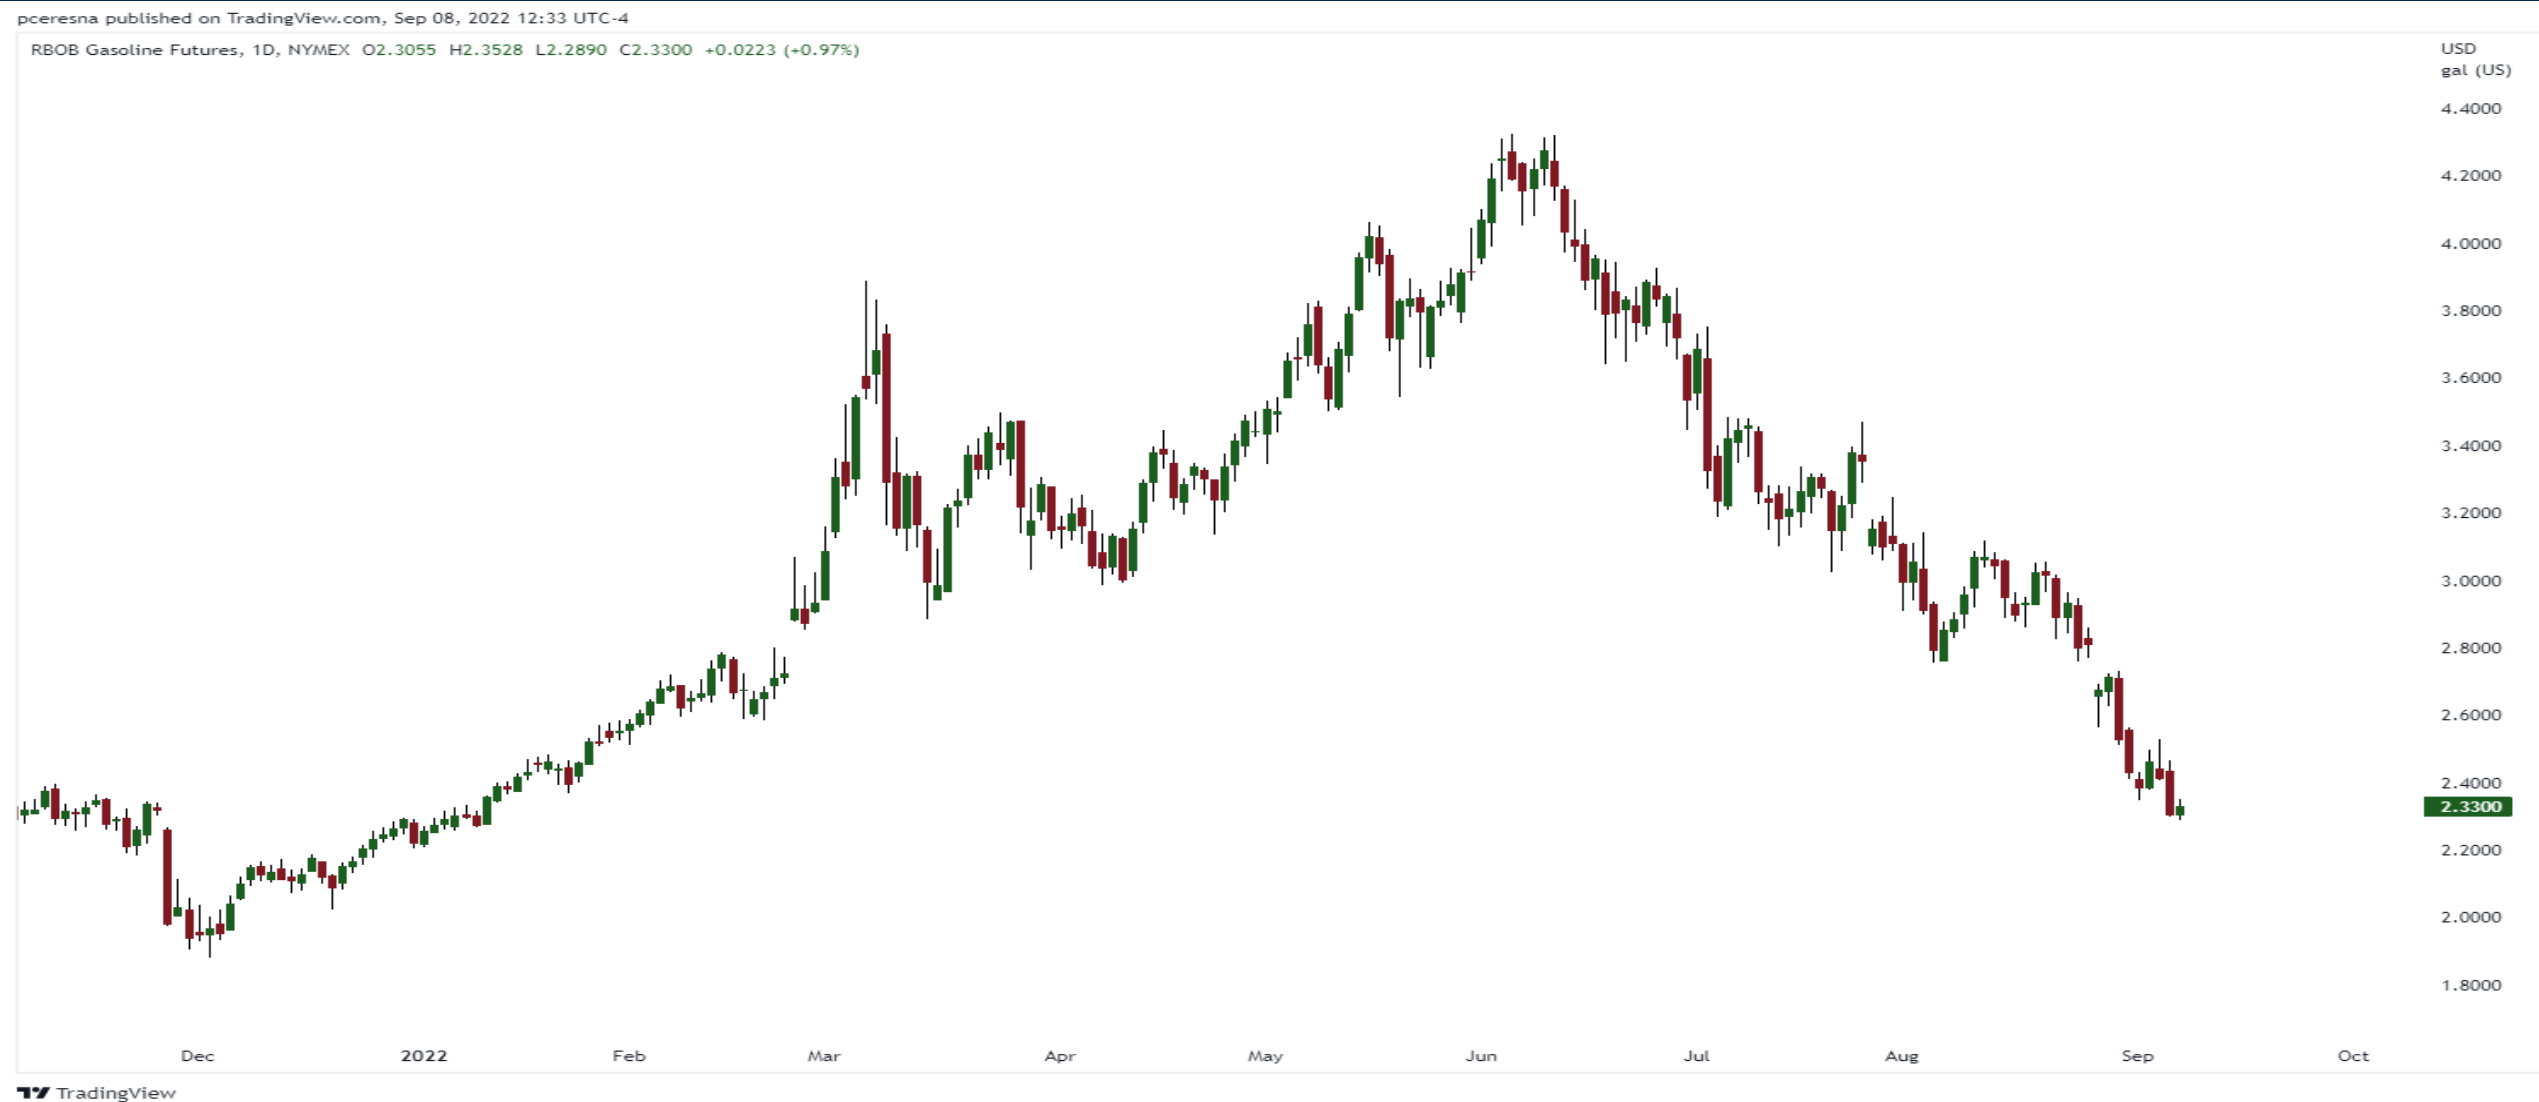 pceresna published on TradingView.com, Sep 08, 2022 12:33 UTC-4
RBOB Gasoline Futures, 1D, NYMEX O2.3055 H2.3528 L2.2890 C2.3300 +0.0223 (+0.97%)
USD
gal (US)
4.4000
4.2000
4.0000
3.8000
3.6000
3.4000
3.2000
3.0000
2.8000
2.6000
2.4000
2.3300
2.2000
2.0000
1.8000
Dec 2022 Feb Mar Apr May Jun Jul Aug Sep Oct
TradingView